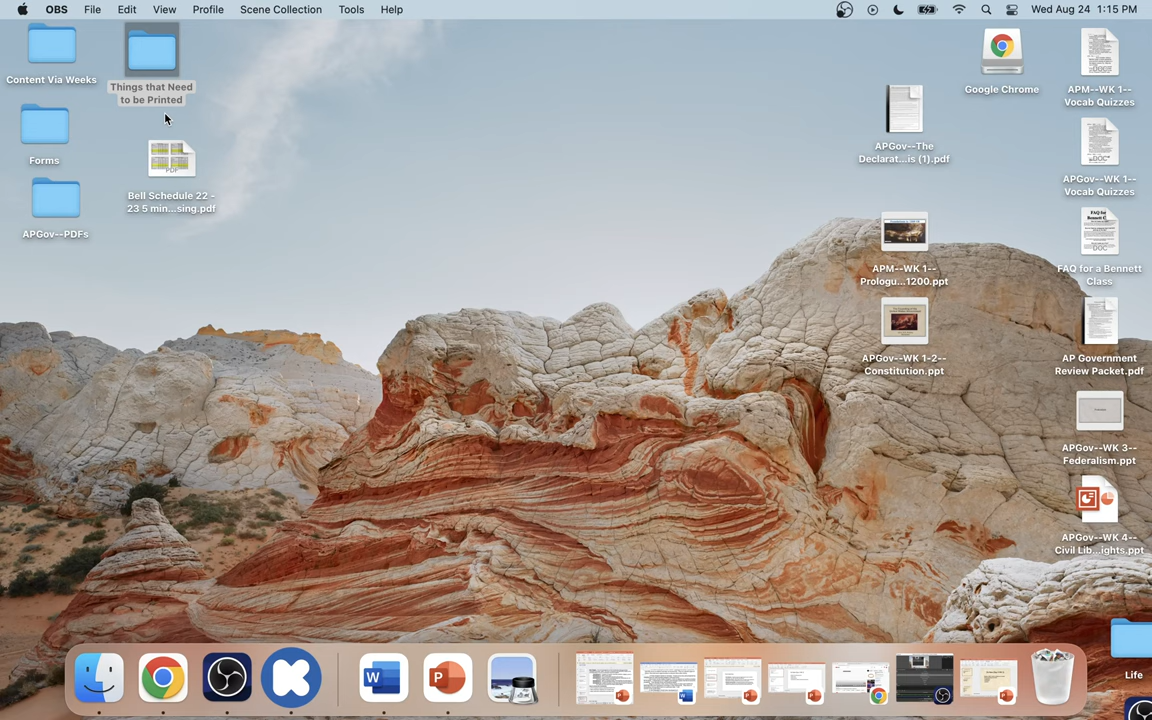 OBS File Edit View Profile Scene Collection Tools Help Wed Aug 24 1:15 PM
Content Via Weeks
Things that Need
to be Printed
Forms
Bell Schedule 22 -
23 5 min...sing.pdf
APGov--PDFs
Google Chrome
APM--WK 1--
Vocab Quizzes
APGov--The
Declarat...is (1).pdf
DOC
APGov--WK 1--
Vocab Quizzes
APM--WK 1--
Prologu...1200.ppt
DOC
FAQ for a Bennett
Class
APGov--WK 1-2--
Constitution.ppt
AP Government
Review Packet.pdf
APGov--WK 3--
Federalism.ppt
APGov--WK 4--
Civil Lib...ights.ppt
Life